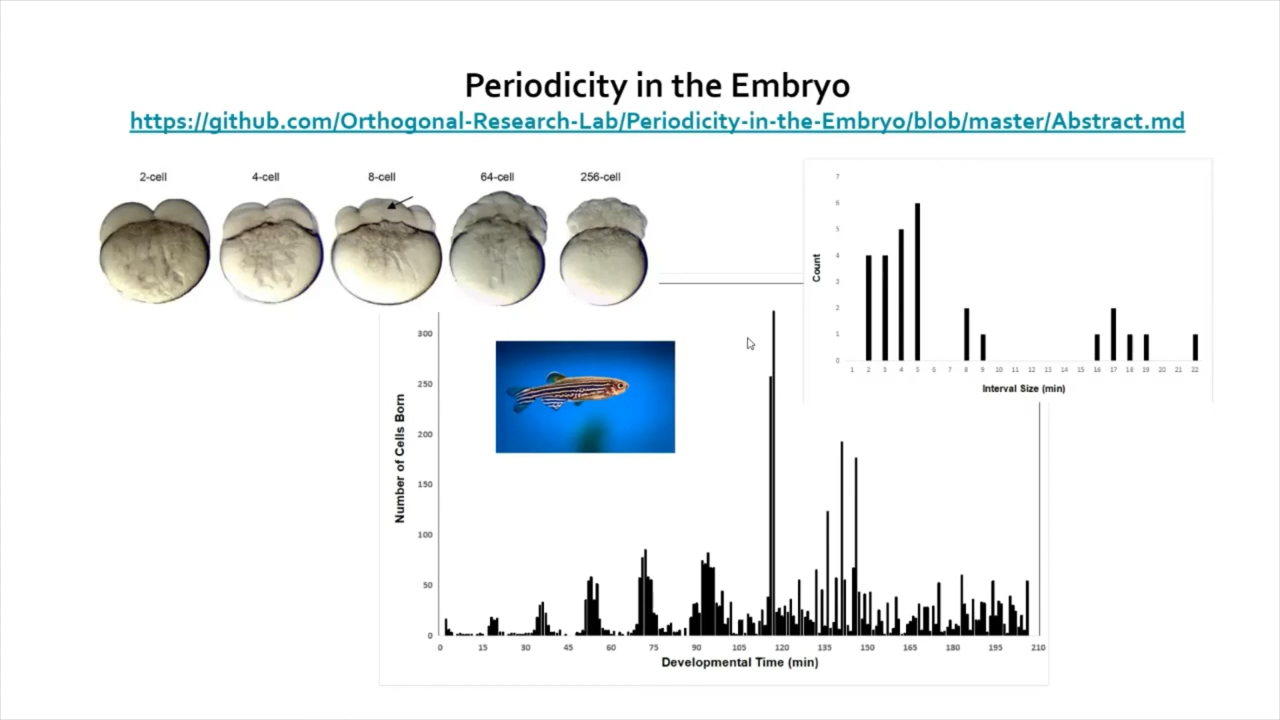 Periodicity in the Embryo
https://github.com/Orthogonal-Research-Lab/Periodicity-in-the-Embryo/blob/master/Abstract.md
2-cell 4-cell 8-cell 64-cell 256-cell
7
6
5
4
3
2
1
0
Count
1 2 3 4 5 6 7 8 9 10 11 12 13 14 15 16 17 18 19 20 21 22
Interval Size (min)
300
250
200
150
100
50
0
Number of Cells Born
0 15 30 45 60 75 90 105 120 135 150 165 180 195 210
Developmental Time (min)